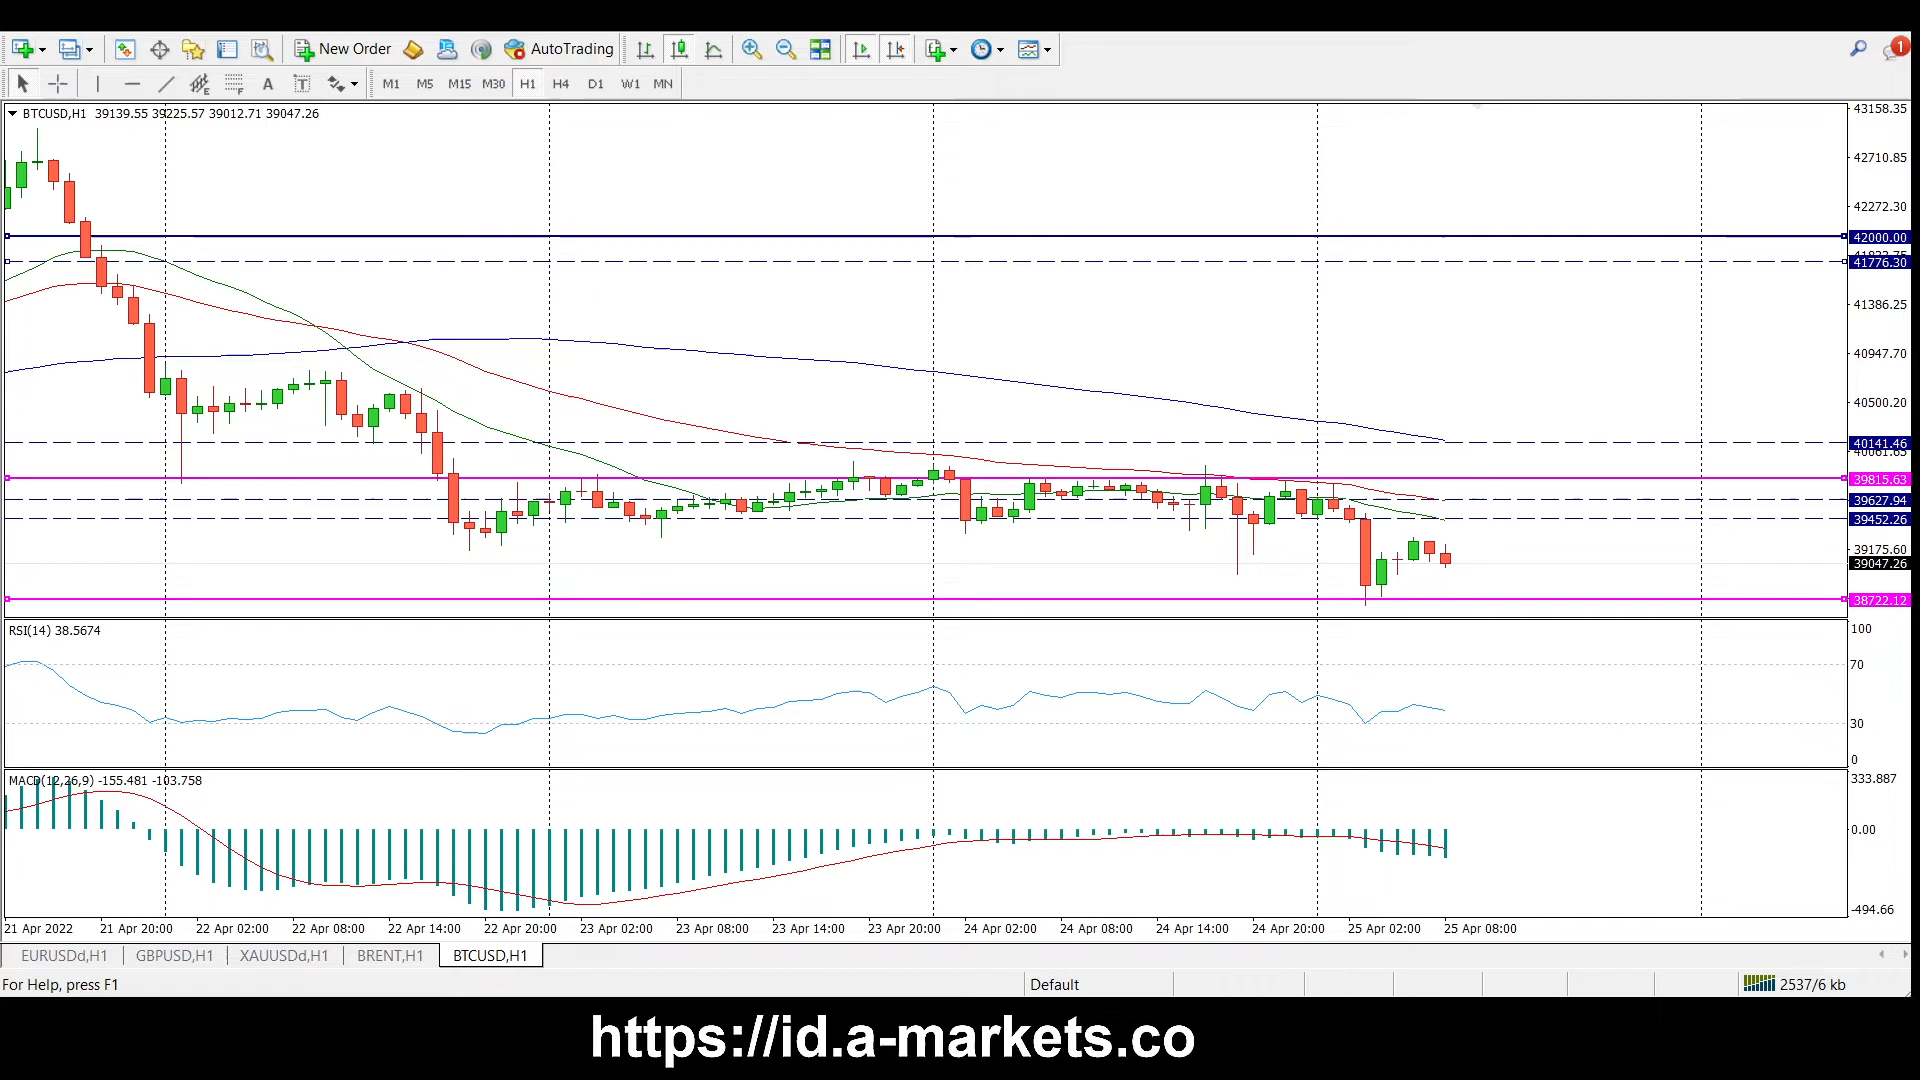 New Order AutoTrading
A T M1 M5 M15 M30 H1 H4 D1 W1 MN
1
BTCUSD,H1 39139.55 39225.57 39012.71 39047.26
43158.35
42710.85
42272.30
42000.00
41776.30
41386.25
40947.70
40500.20
40141.46
40061.65
39815.63
39627.94
39452.26
39175.60
39047.26
38722.12
RSI(14) 38.5674
100
70
30
0
MACD(12,26,9) -155.481 -103.758
333.887
0.00
-494.66
21 Apr 2022 21 Apr 20:00 22 Apr 02:00 22 Apr 08:00 22 Apr 14:00 22 Apr 20:00 23 Apr 02:00 23 Apr 08:00 23 Apr 14:00 23 Apr 20:00 24 Apr 02:00 24 Apr 08:00 24 Apr 14:00 24 Apr 20:00 25 Apr 02:00 25 Apr 08:00
EURUSDd,H1 GBPUSD,H1 XAUUSDd,H1 BRENT,H1 BTCUSD,H1
For Help, press F1 Default 2537/6 kb
https://id.a-markets.co